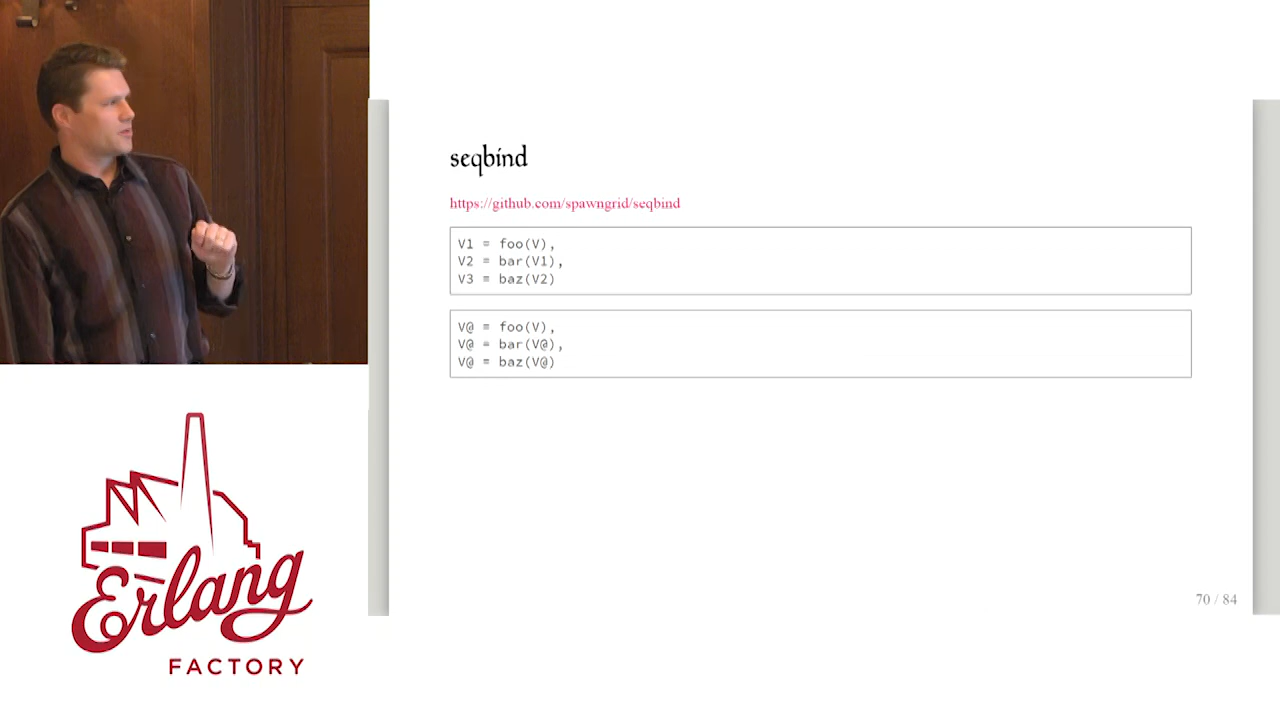 seqbind
https://github.com/spawngrid/seqbind
V1 = foo(V),
V2 = bar(V1),
V3 = baz(V2)
V@ = foo(V),
V@ = bar(V@),
V@ = baz(V@)
70 / 84
Erlang
FACTORY